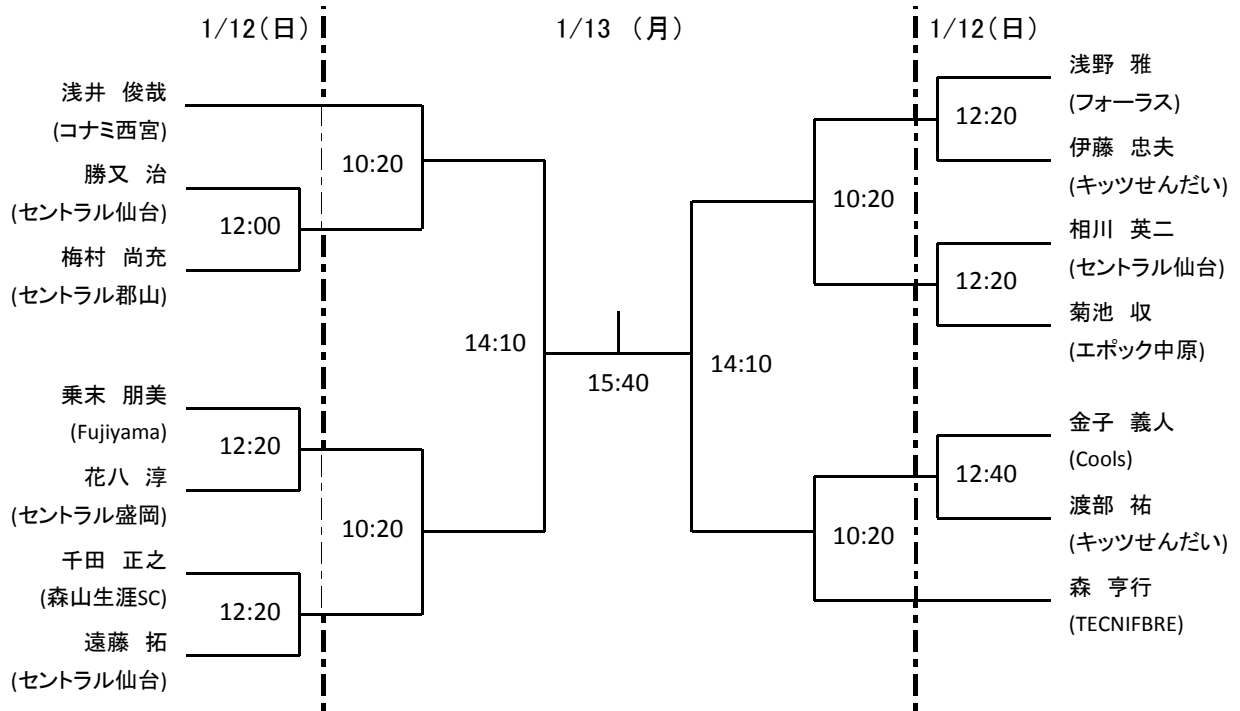 1/12(日)
1/13 (月)
1/12(日)
浅井 俊哉
(コナミ西宮)
勝又 治
(セントラル仙台)
梅村 尚充
(セントラル郡山)
乗末 朋美
(Fujiyama)
花八 淳
(セントラル盛岡)
千田 正之
(森山生涯SC)
遠藤 拓
(セントラル仙台)
12:00
12:20
12:20
10:20
10:20
14:10
15:40
14:10
10:20
10:20
12:20
12:20
12:40
浅野 雅
(フォーラス)
伊藤 忠夫
(キッツせんだい)
相川 英二
(セントラル仙台)
菊池 収
(エポック中原)
金子 義人
(Cools)
渡部 祐
(キッツせんだい)
森 亨行
(TECNIFBRE)